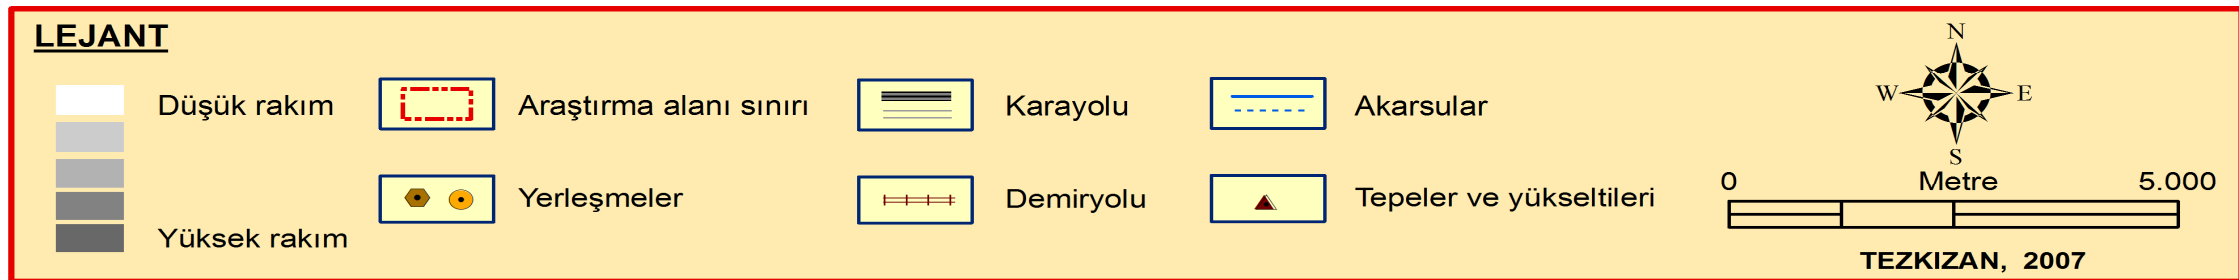 LEJANT
Düşük rakım
Yüksek rakım
Araştırma alanı sınırı
Yerleşmeler
Karayolu
Demiryolu
Akarsular
Tepeler ve yükseltileri
N
W E
S
0 Metre 5.000
TEZKIZAN, 2007